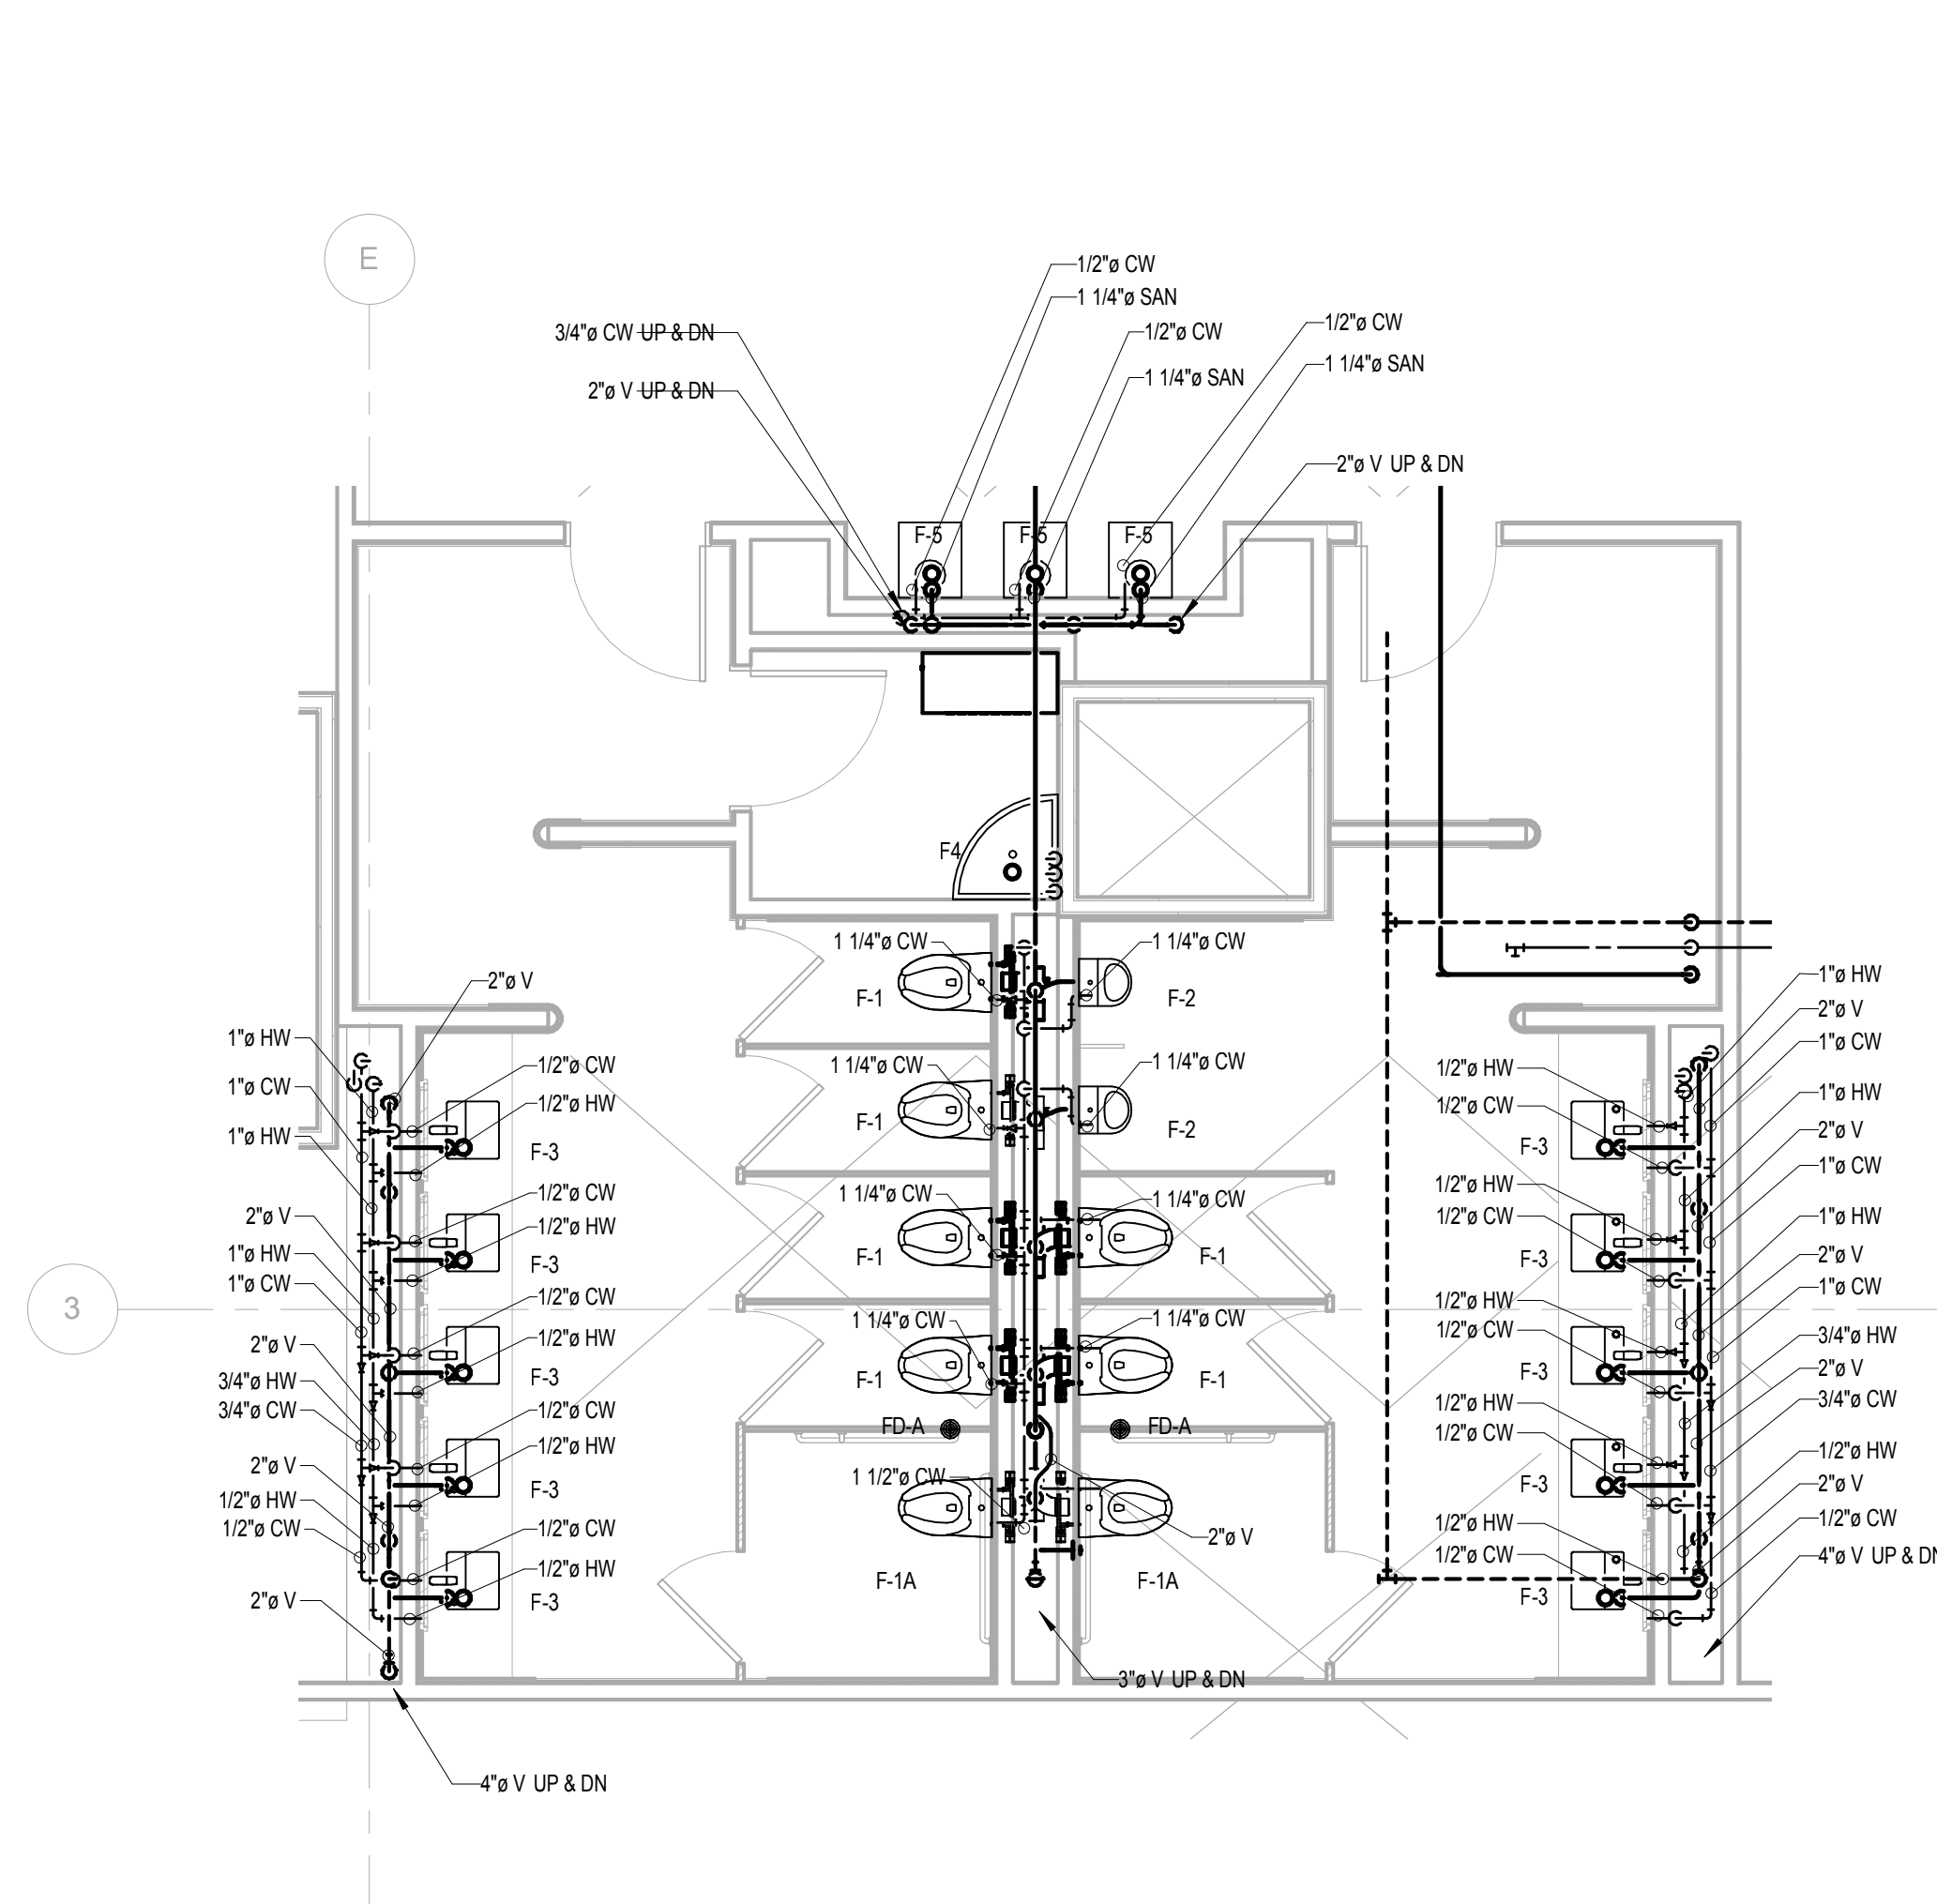 E
1/2"ø CW
1 1/4"ø SAN
1/2"ø CW
3/4"ø CW UP & DN
1/2"ø CW
1 1/4"ø SAN
1 1/4"ø SAN
2"ø V UP & DN
2"ø V UP & DN
F-5
F-5
F-5
F4
1 1/4"ø CW
1 1/4"ø CW
2"ø V
1"ø HW
F-1
F-2
2"ø V
1"ø HW
1"ø CW
1/2"ø CW
1 1/4"ø CW
1 1/4"ø CW
1/2"ø HW
1"ø CW
1/2"ø HW
1"ø HW
1/2"ø CW
1"ø HW
F-1
F-2
2"ø V
F-3
F-3
1"ø CW
1/2"ø CW
1 1/4"ø CW
1 1/4"ø CW
1/2"ø HW
2"ø V
1/2"ø HW
1/2"ø CW
1"ø HW
1"ø HW
F-1
F-1
2"ø V
F-3
F-3
1"ø CW
1"ø CW
1/2"ø CW
1/2"ø HW
3
1 1/4"ø CW
1 1/4"ø CW
1/2"ø CW
3/4"ø HW
2"ø V
1/2"ø HW
2"ø V
F-3
F-1
F-1
F-3
3/4"ø HW
3/4"ø CW
3/4"ø CW
1/2"ø CW
1/2"ø HW
FD-A
FD-A
1/2"ø CW
1/2"ø HW
1/2"ø HW
2"ø V
1 1/2"ø CW
2"ø V
F-3
F-3
1/2"ø HW
1/2"ø CW
1/2"ø CW
2"ø V
1/2"ø HW
1/2"ø CW
1/2"ø HW
1/2"ø CW
4"ø V UP & DN
F-1A
F-1A
2"ø V
F-3
F-3
3"ø V UP & DN
4"ø V UP & DN